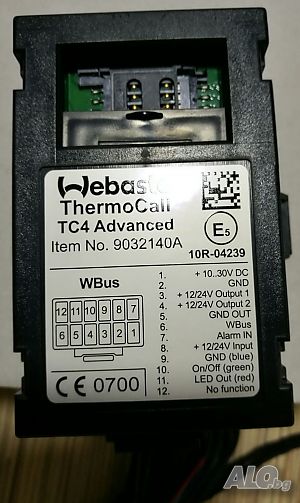 Webasto
ThermoCall
TC4 Advanced
Item No. 9032140A
E5
10R-04239
WBus
12 11 10 9 8 7
6 5 4 3 2 1
1. + 10..30V DC
2. GND
3. + 12/24V Output 1
4. + 12/24V Output 2
5. GND OUT
6. WBus
7. Alarm IN
8. + 12/24V Input
9. GND (blue)
10. On/Off (green)
11. LED Out (red)
12. No function
CE 0700
ALO.bg